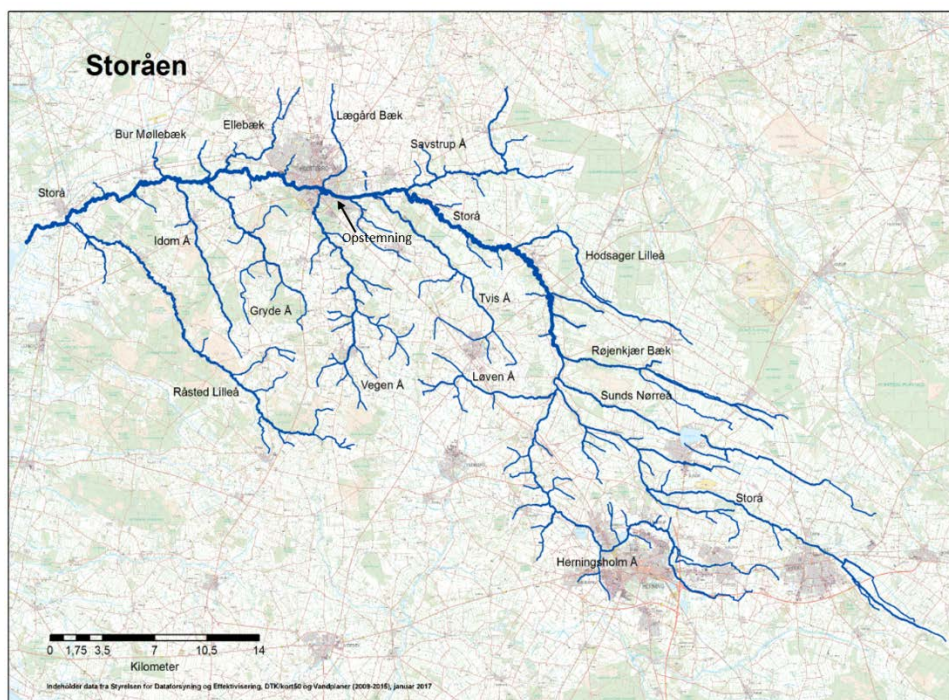 Storåen
Lægård Bæk
Ellebæk
Bur Møllebæk
Savstrup Å
Storå
Storå
Idom Å
Opstemning
Hodsager Lilleå
Gryde Å
Tvis Å
Røjenkjær Bæk
Løven Å
Vegen Å
Råsted Lilleå
Sunds Nørreå
Storå
Herningsholm Å
0 1,75 3,5 7 10,5 14
Kilometer
Indeholder data fra Styrelsen for Dataforsyning og Effektivisering, DTK/kort50 og Vandplaner (2009-2015), januar 2017